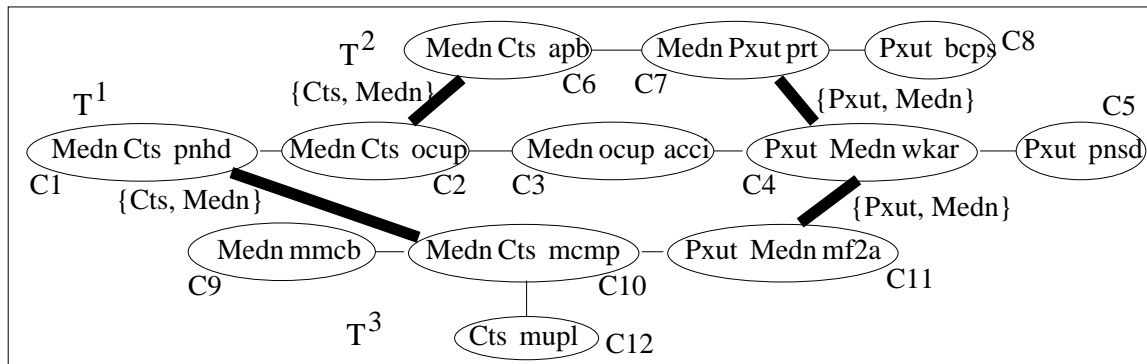 T2 Medn Cts apb Medn Pxut prt Pxut bcps C8
C6 C7
{Cts, Medn} {Pxut, Medn}
T1 C5
Medn Cts pnhd Medn Cts ocup Medn ocup acci Pxut Medn wkar Pxut pnsd
C1 C2 C3 C4
{Cts, Medn} {Pxut, Medn}
Medn mmcb Medn Cts mcmp Pxut Medn mf2a
C9 C10 C11
T3 Cts mupl C12